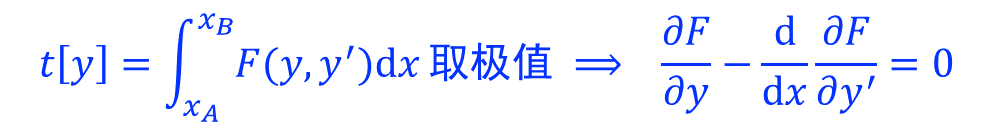 t[y] = ∫_{x_A}^{x_B} F(y, y′)dx 取极值 ⟹ ∂F/∂y − d/dx ∂F/∂y′ = 0